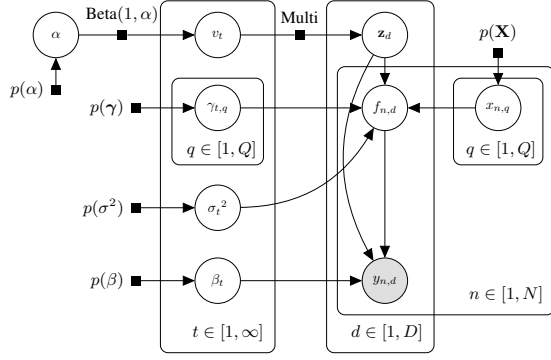 Beta(1, α)
Multi
α
v_t
z_d
p(X)
p(α)
p(γ)
γ_{t,q}
f_{n,d}
x_{n,q}
q ∈ [1, Q]
q ∈ [1, Q]
p(σ²)
σ_t²
p(β)
β_t
y_{n,d}
n ∈ [1, N]
t ∈ [1, ∞]
d ∈ [1, D]